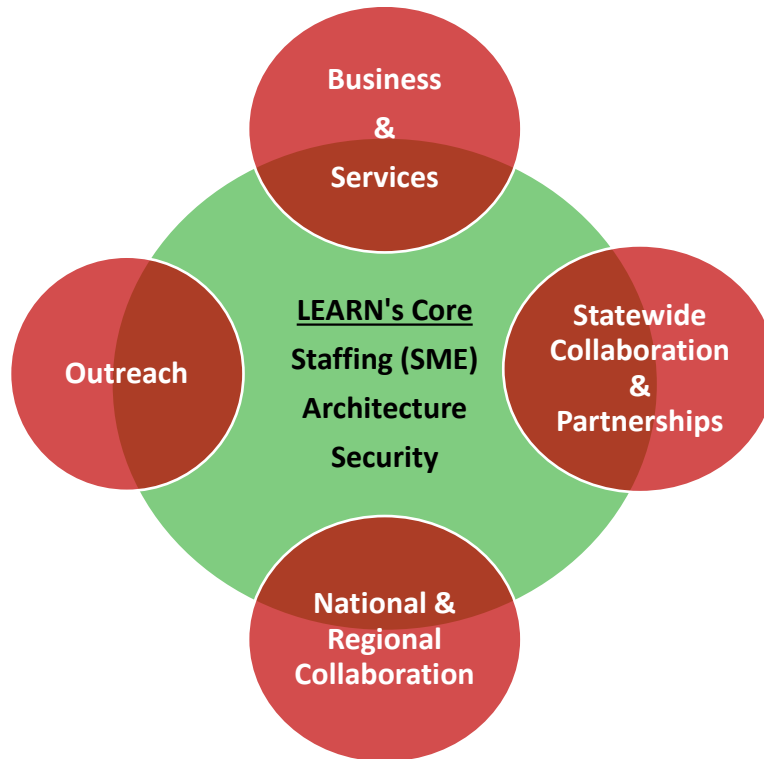 Business
&
Services
LEARN's Core
Staffing (SME)
Architecture
Security
Outreach
Statewide
Collaboration
&
Partnerships
National &
Regional
Collaboration